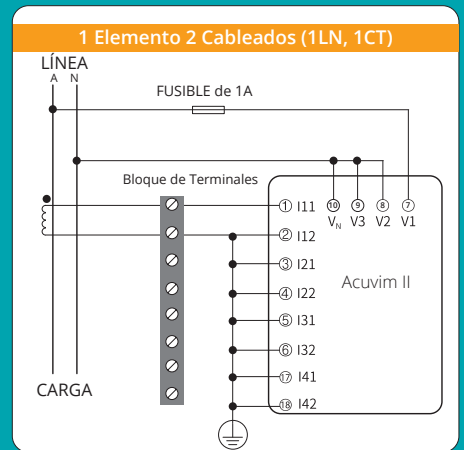 1 Elemento 2 Cableados (1LN, 1CT)
LÍNEA
A N
FUSIBLE de 1A
Bloque de Terminales
① I11
② I12
③ I21
④ I22
⑤ I31
⑥ I32
⑰ I41
⑱ I42
⑩ ⑨ ⑧ ⑦
VN V3 V2 V1
Acuvim II
CARGA